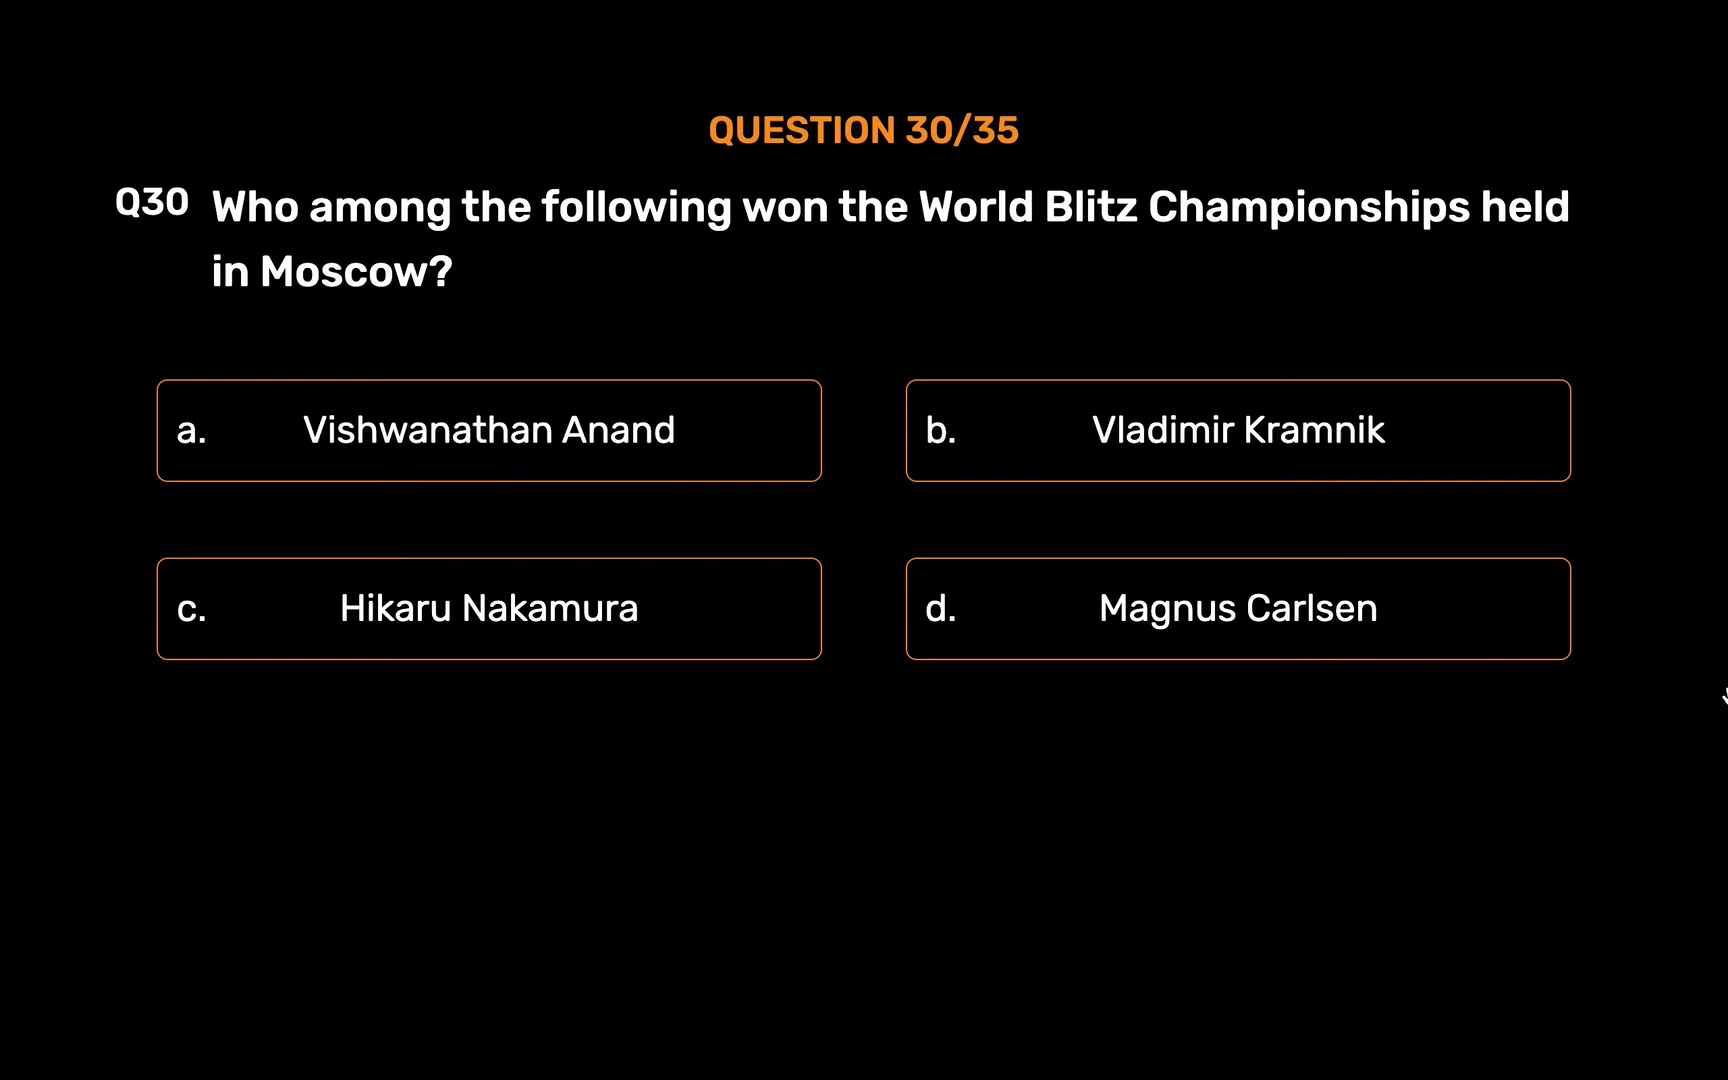 QUESTION 30/35
Q30 Who among the following won the World Blitz Championships held
in Moscow?
a. Vishwanathan Anand
b. Vladimir Kramnik
c. Hikaru Nakamura
d. Magnus Carlsen